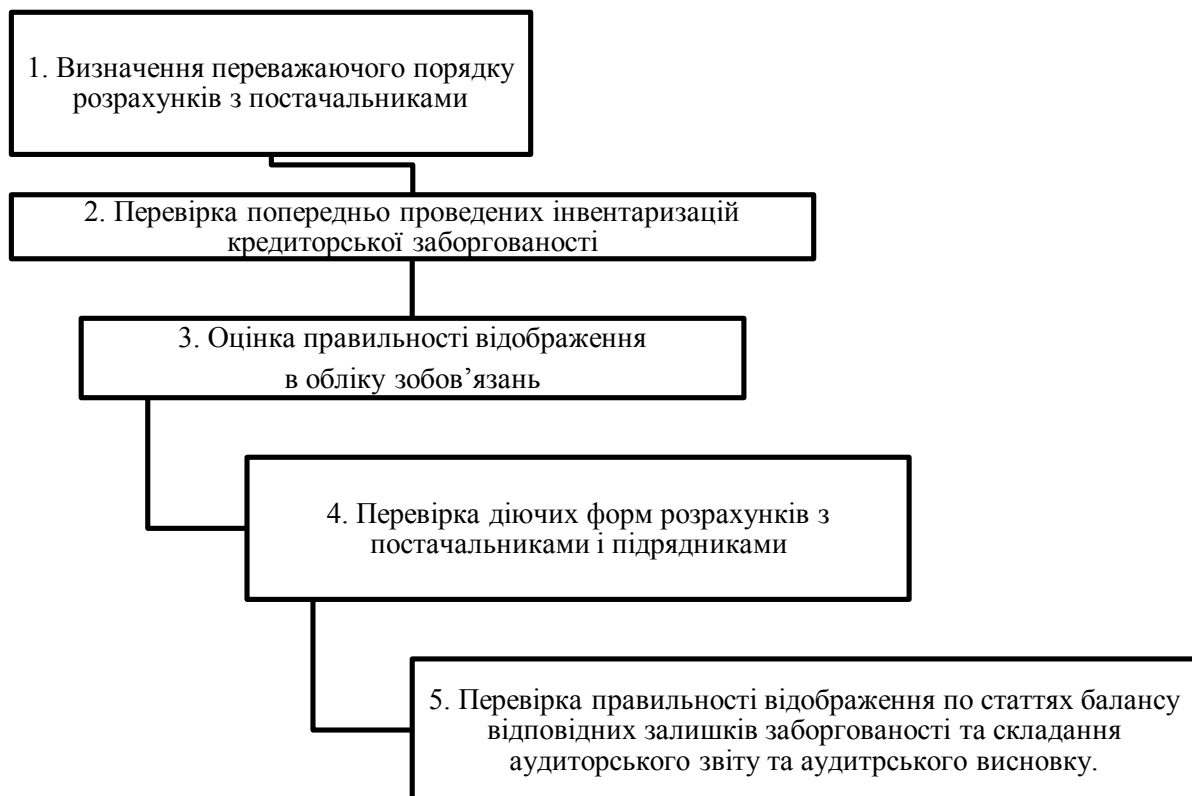 1. Визначення переважаючого порядку
розрахунків з постачальниками
2. Перевірка попередньо проведених інвентаризацій
кредиторської заборгованості
3. Оцінка правильності відображення
в обліку зобов’язань
4. Перевірка діючих форм розрахунків з
постачальниками і підрядниками
5. Перевірка правильності відображення по статтях балансу
відповідних залишків заборгованості та складання
аудиторського звіту та аудитрського висновку.